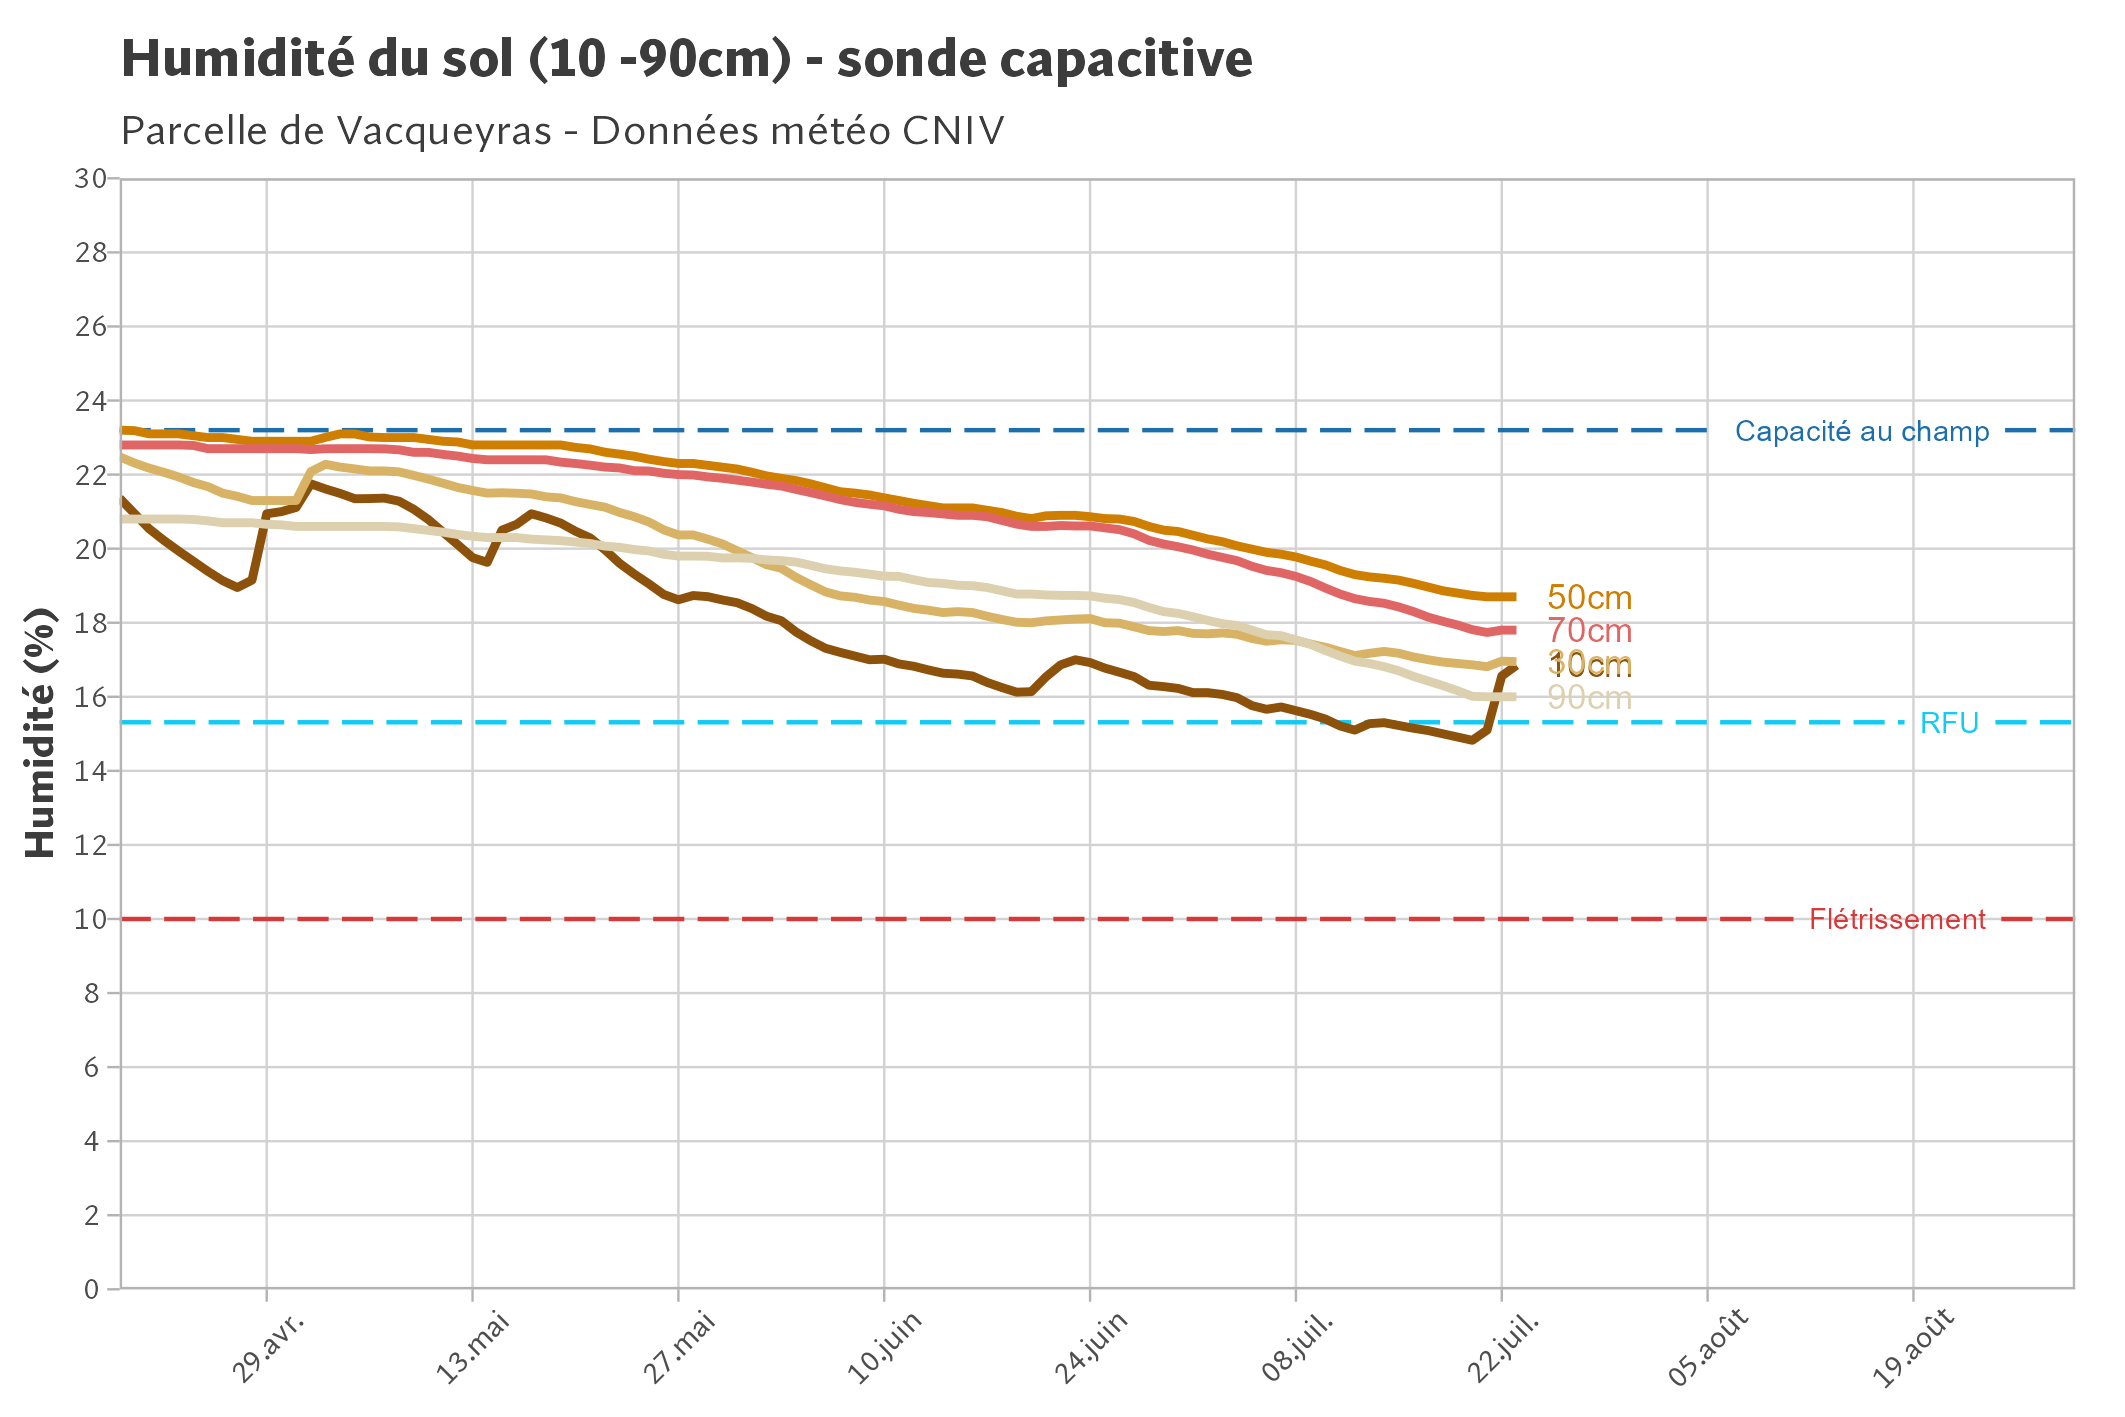 Humidité du sol (10 -90cm) - sonde capacitive
Parcelle de Vacqueyras - Données météo CNIV
Humidité (%)
30
28
26
24
22
20
18
16
14
12
10
8
6
4
2
0
Capacité au champ
50cm
70cm
10cm
30cm
90cm
RFU
Flétrissement
29.avr.
13.mai
27.mai
10.juin
24.juin
08.juil.
22.juil.
05.août
19.août